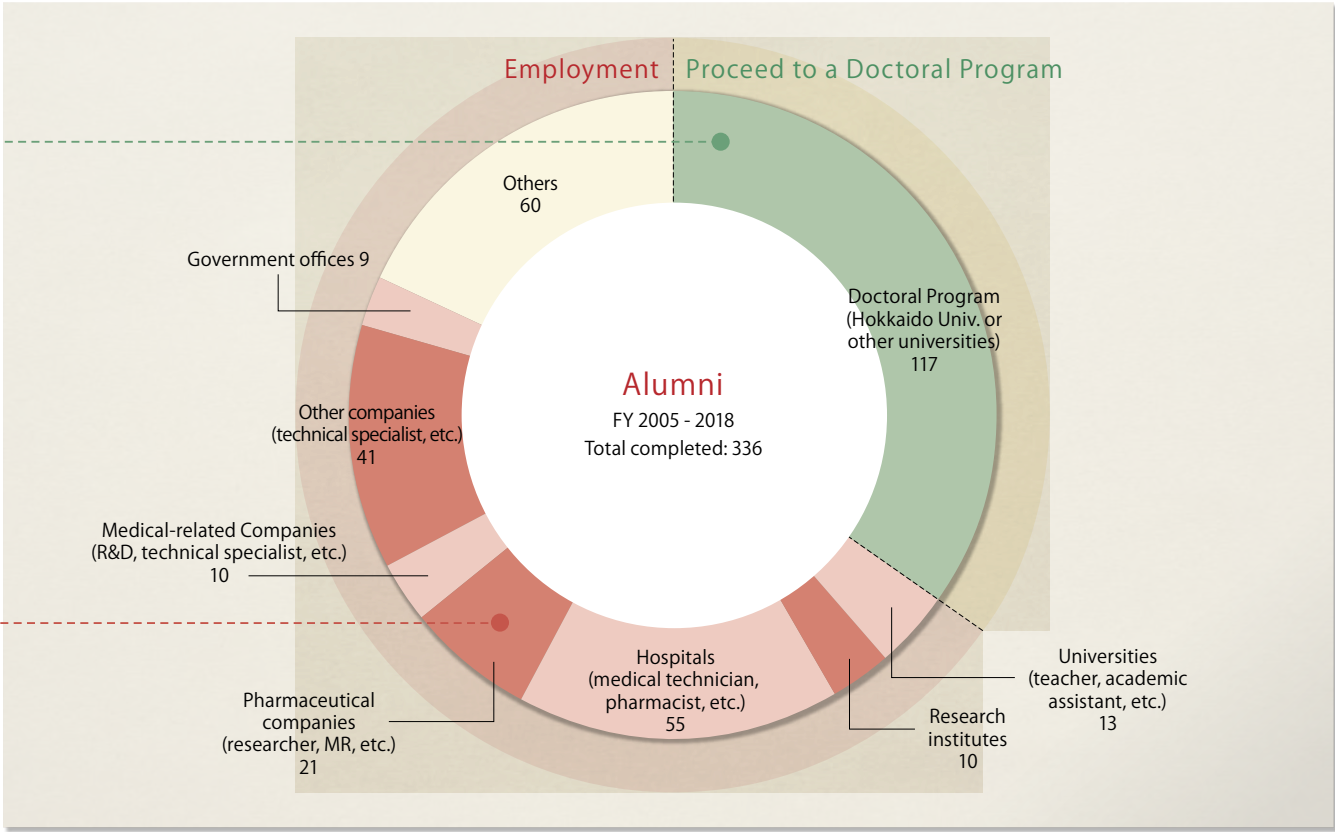 Employment
Proceed to a Doctoral Program
Others
60
Government offices 9
Doctoral Program
(Hokkaido Univ. or
other universities)
117
Alumni
FY 2005 - 2018
Total completed: 336
Other companies
(technical specialist, etc.)
41
Medical-related Companies
(R&D, technical specialist, etc.)
10
Hospitals
(medical technician,
pharmacist, etc.)
55
Universities
(teacher, academic
assistant, etc.)
13
Pharmaceutical
companies
(researcher, MR, etc.)
21
Research
institutes
10